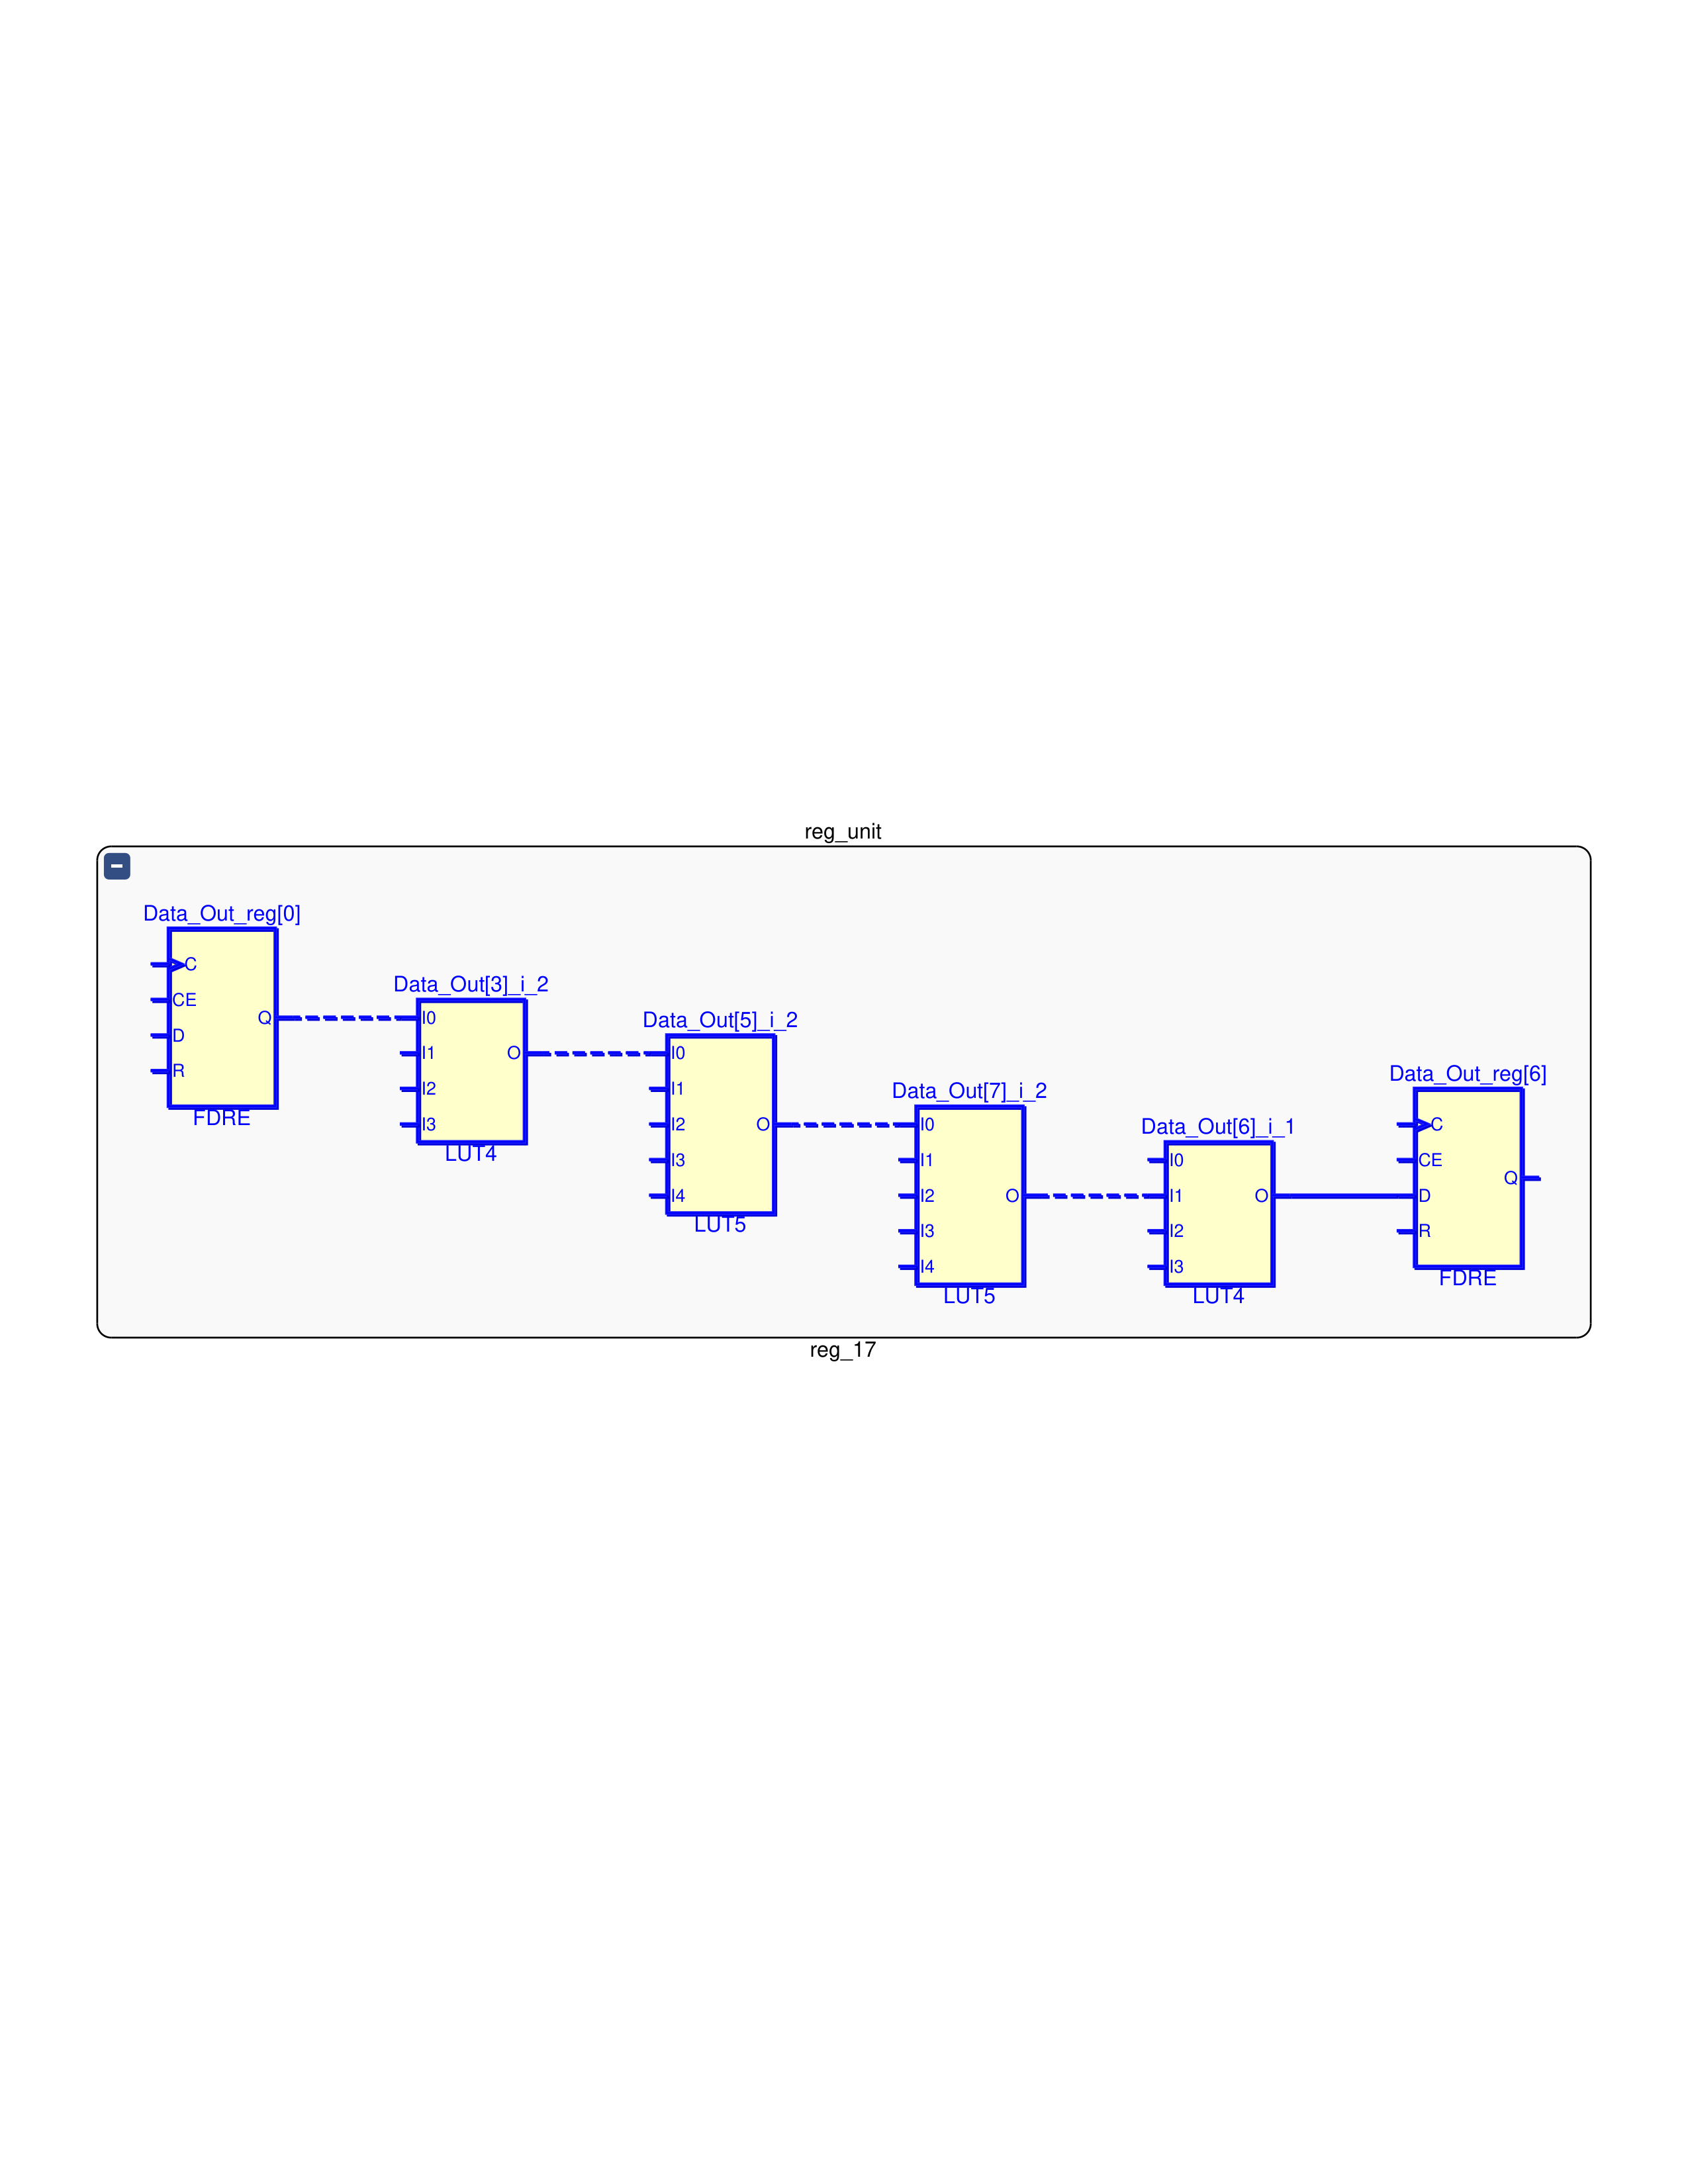 reg_unit
Data_Out_reg[0]
C
CE
D
R
Q
FDRE
Data_Out[3]_i_2
I0
I1
I2
I3
O
LUT4
Data_Out[5]_i_2
I0
I1
I2
I3
I4
O
LUT5
Data_Out[7]_i_2
I0
I1
I2
I3
I4
O
LUT5
Data_Out[6]_i_1
I0
I1
I2
I3
O
LUT4
Data_Out_reg[6]
C
CE
D
R
Q
FDRE
reg_17